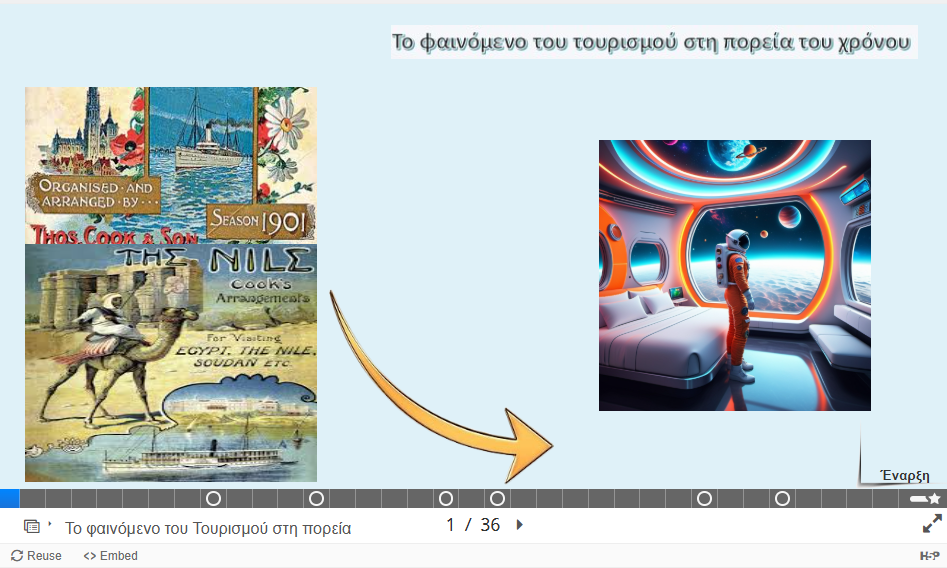 Το φαινόμενο του τουρισμού στη πορεία του χρόνου
ORGANISED·AND
ARRANGED·BY···
SEASON 1901
THOS. COOK & SON
THE NILE
COOK'S
Arrangements
For Visiting
EGYPT, THE NILE,
SOUDAN ETC.
Έναρξη
Το φαινόμενο του Τουρισμού στη πορεία
1 / 36
Reuse
<> Embed
H-P